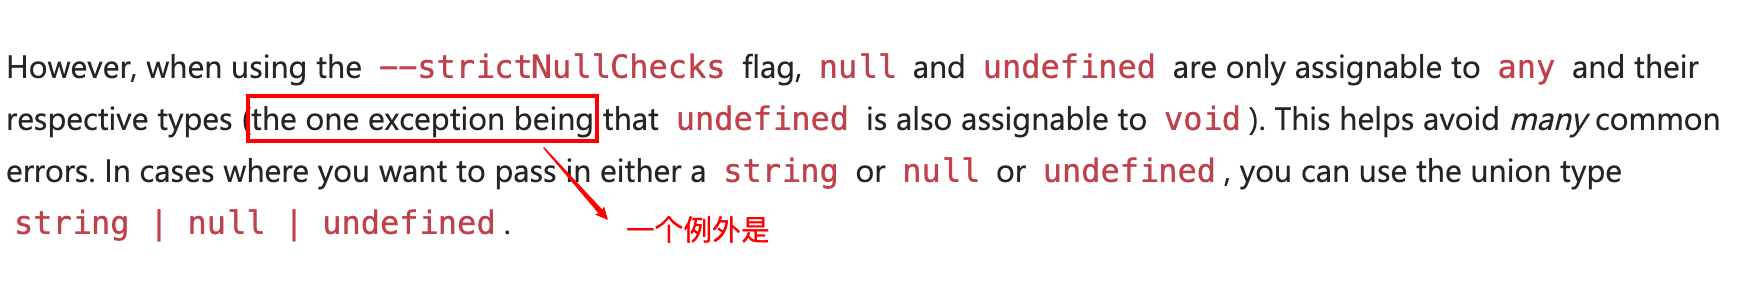 However, when using the --strictNullChecks flag, null and undefined are only assignable to any and their
respective types (the one exception being that undefined is also assignable to void). This helps avoid many common
errors. In cases where you want to pass in either a string or null or undefined, you can use the union type
string | null | undefined.
一个例外是